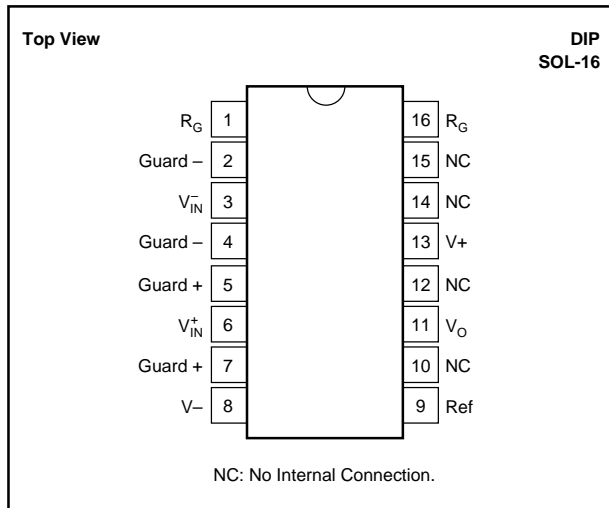 Top View
DIP
SOL-16
R_G 1 16 R_G
Guard – 2 15 NC
V_IN^– 3 14 NC
Guard – 4 13 V+
Guard + 5 12 NC
V_IN^+ 6 11 V_O
Guard + 7 10 NC
V– 8 9 Ref
NC: No Internal Connection.